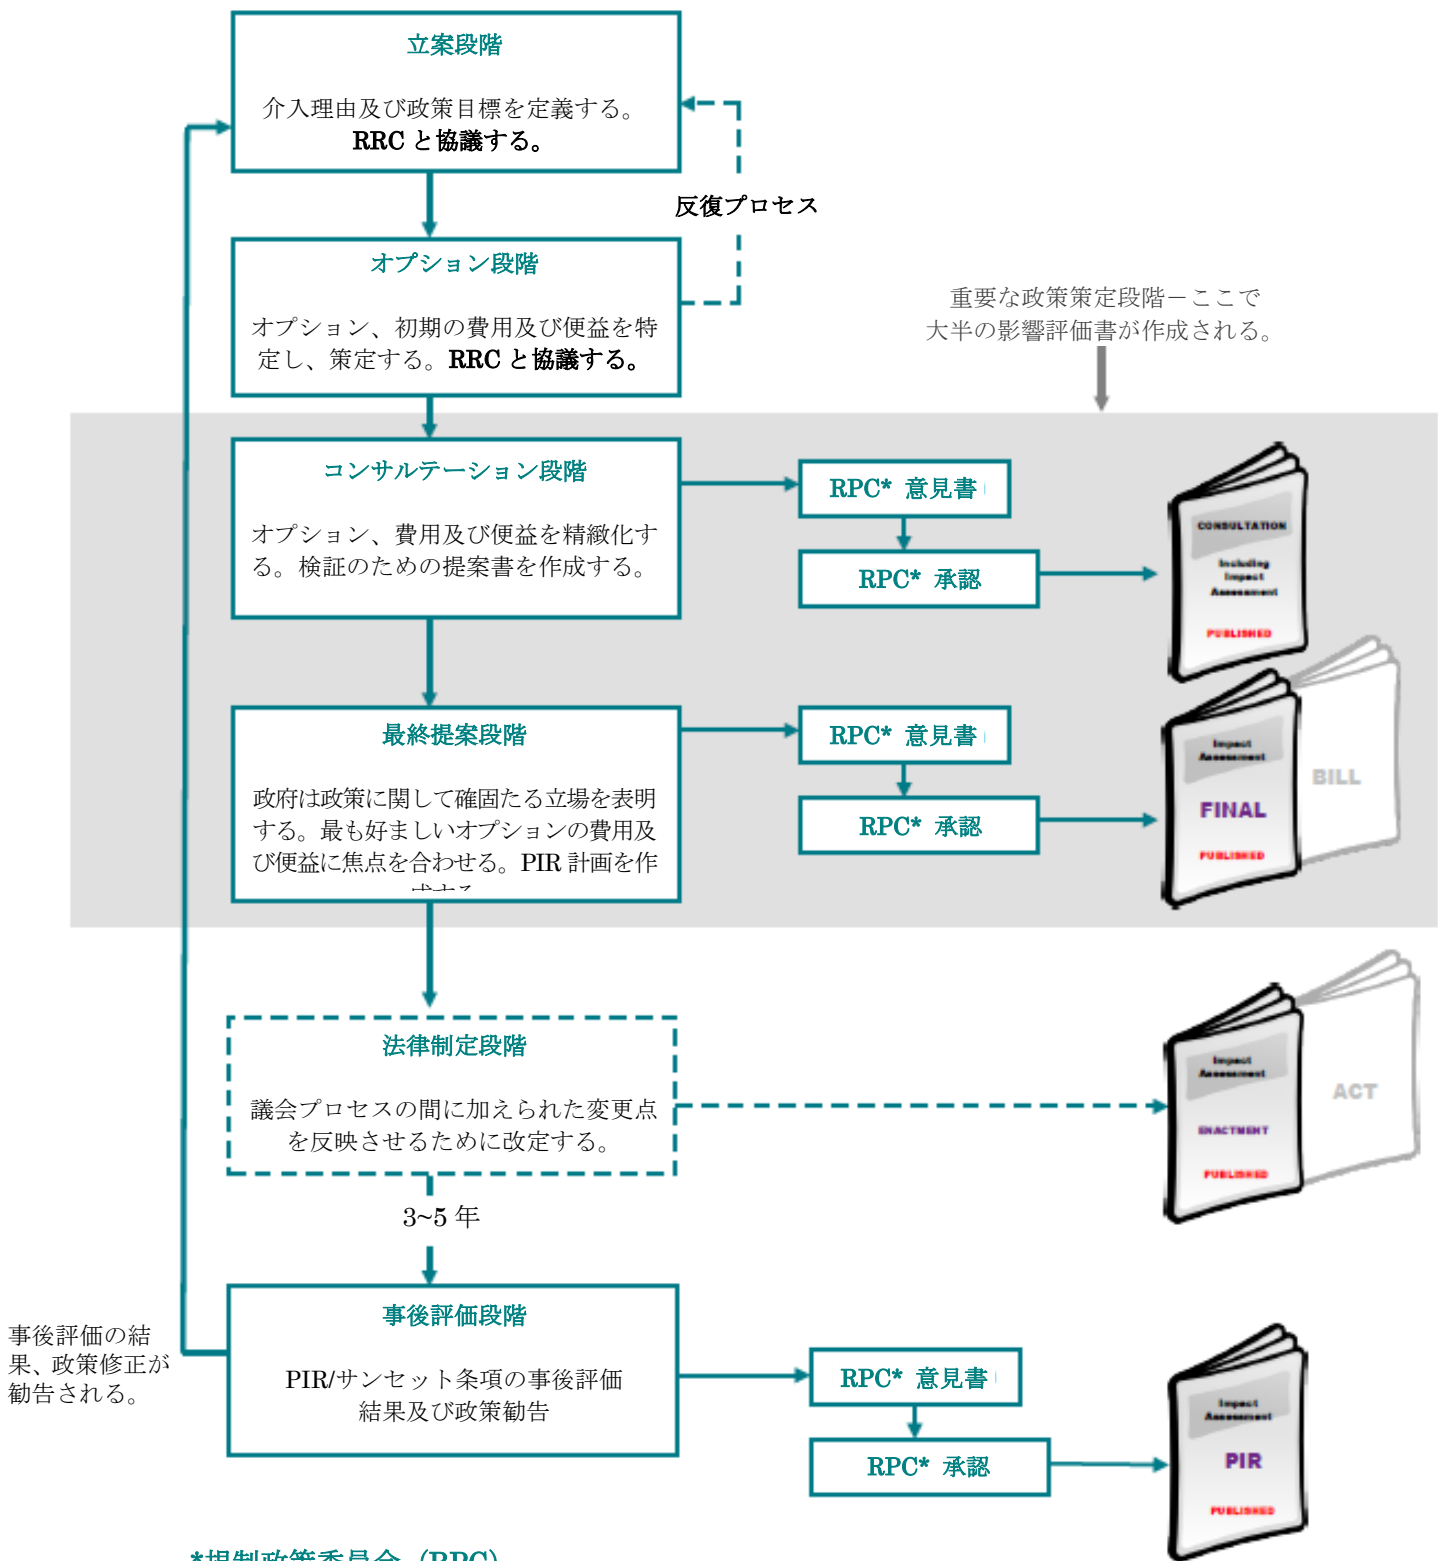 立案段階
介入理由及び政策目標を定義する。
RRC と協議する。
反復プロセス
オプション段階
オプション、初期の費用及び便益を特
定し、策定する。RRC と協議する。
重要な政策策定段階－ここで
大半の影響評価書が作成される。
コンサルテーション段階
オプション、費用及び便益を精緻化す
る。検証のための提案書を作成する。
RPC* 意見書
RPC* 承認
CONSULTATION
Including
Impact
Assessment
PUBLISHED
最終提案段階
政府は政策に関して確固たる立場を表明
する。最も好ましいオプションの費用及
び便益に焦点を合わせる。PIR 計画を作
成する
RPC* 意見書
RPC* 承認
Impact
Assessment
FINAL
PUBLISHED
BILL
法律制定段階
議会プロセスの間に加えられた変更点
を反映させるために改定する。
Impact
Assessment
ENACTMENT
PUBLISHED
ACT
3~5 年
事後評価段階
PIR/サンセット条項の事後評価
結果及び政策勧告
事後評価の結
果、政策修正が
勧告される。
RPC* 意見書
RPC* 承認
Impact
Assessment
PIR
PUBLISHED
*規制政策委員会 (RPC)